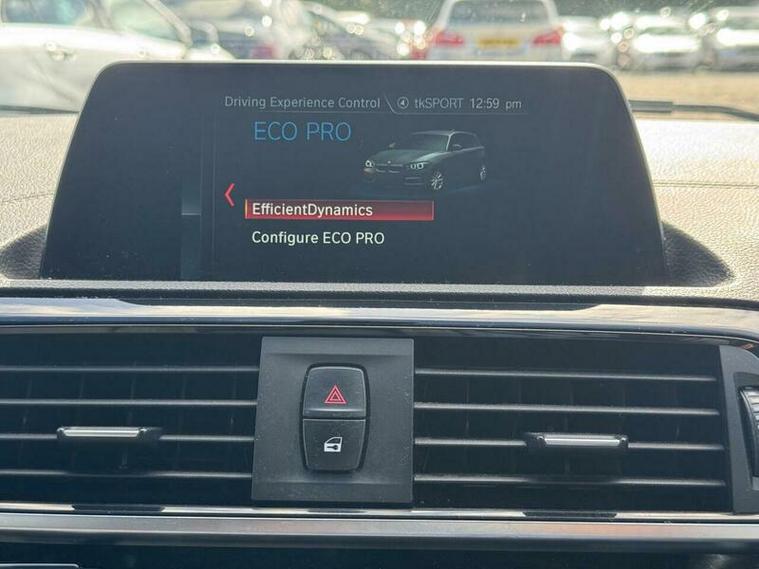 Driving Experience Control tkSPORT 12:59 pm
ECO PRO
EfficientDynamics
Configure ECO PRO